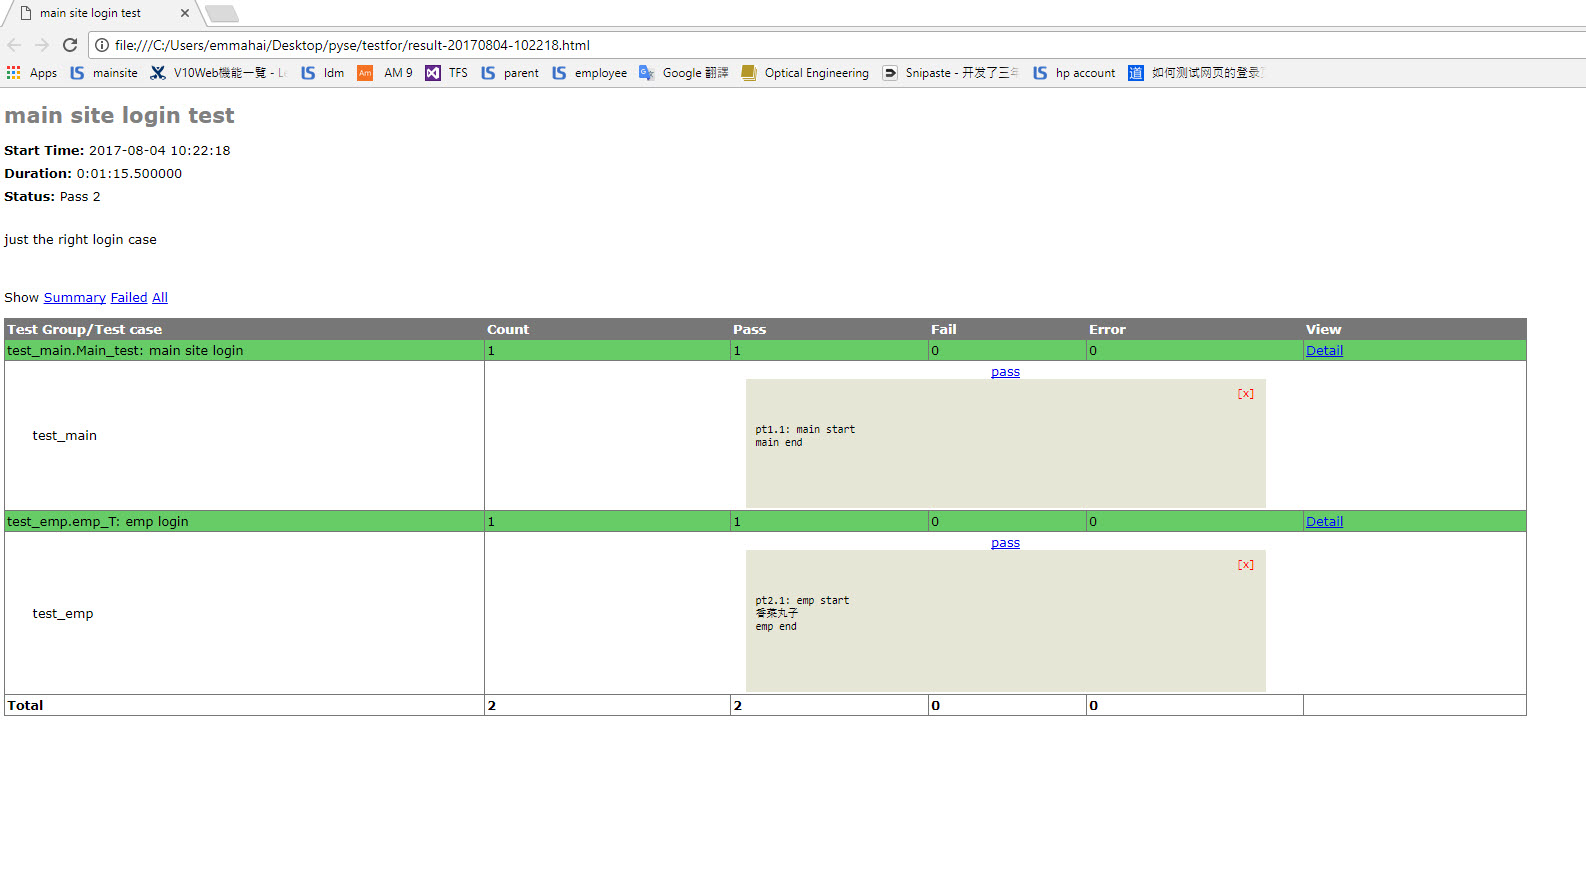 main site login test
file:///C:/Users/emmahai/Desktop/pyse/testfor/result-20170804-102218.html
Apps mainsite V10Web機能一覽 - Le ldm Am AM 9 TFS parent employee Google 翻譯 Optical Engineering Snipaste - 开发了三年 hp account 道 如何测试网页的登录
main site login test
Start Time: 2017-08-04 10:22:18
Duration: 0:01:15.500000
Status: Pass 2
just the right login case
Show Summary Failed All
Test Group/Test case Count Pass Fail Error View
test_main.Main_test: main site login 1 1 0 0 Detail
pass
[x]
test_main
pt1.1: main start
main end
test_emp.emp_T: emp login 1 1 0 0 Detail
pass
[x]
test_emp
pt2.1: emp start
香菜丸子
emp end
Total 2 2 0 0